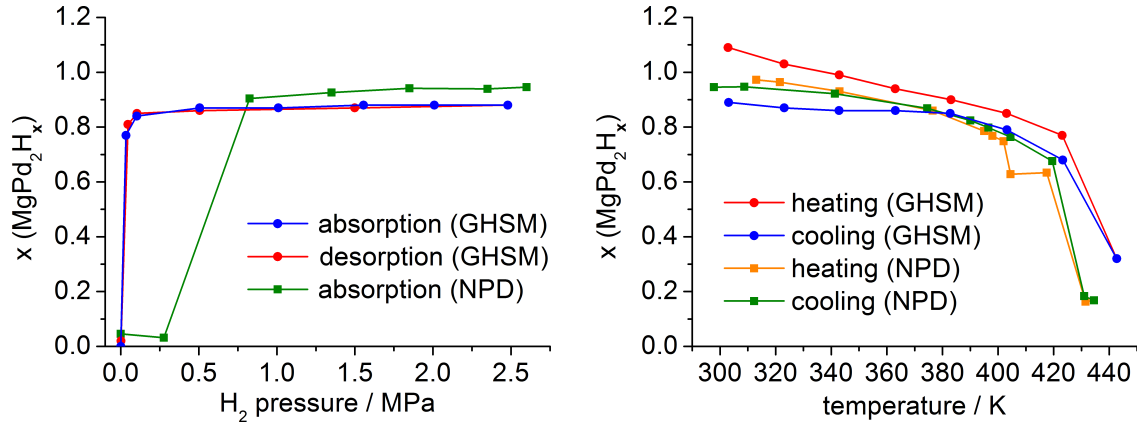 1.2
1.0
0.8
0.6
0.4
0.2
0.0
x (MgPd₂Hₓ)
absorption (GHSM)
desorption (GHSM)
absorption (NPD)
0.0 0.5 1.0 1.5 2.0 2.5
H₂ pressure / MPa
1.2
1.0
0.8
0.6
0.4
0.2
0.0
x (MgPd₂Hₓ)
heating (GHSM)
cooling (GHSM)
heating (NPD)
cooling (NPD)
300 320 340 360 380 400 420 440
temperature / K